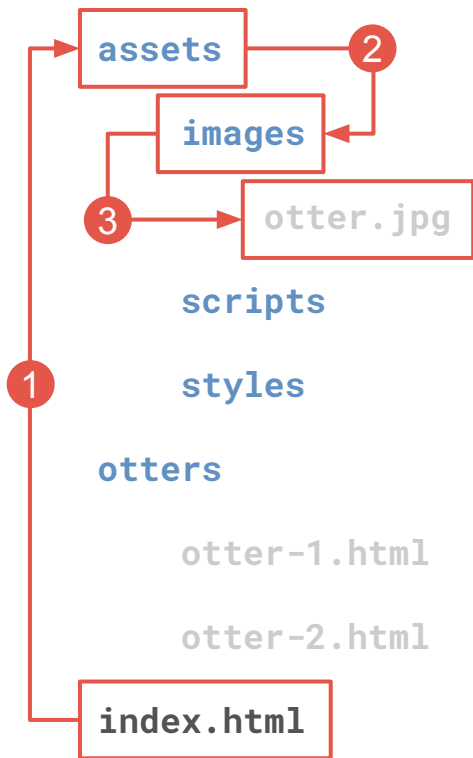 assets
2
images
3
otter.jpg
scripts
1
styles
otters
otter-1.html
otter-2.html
index.html